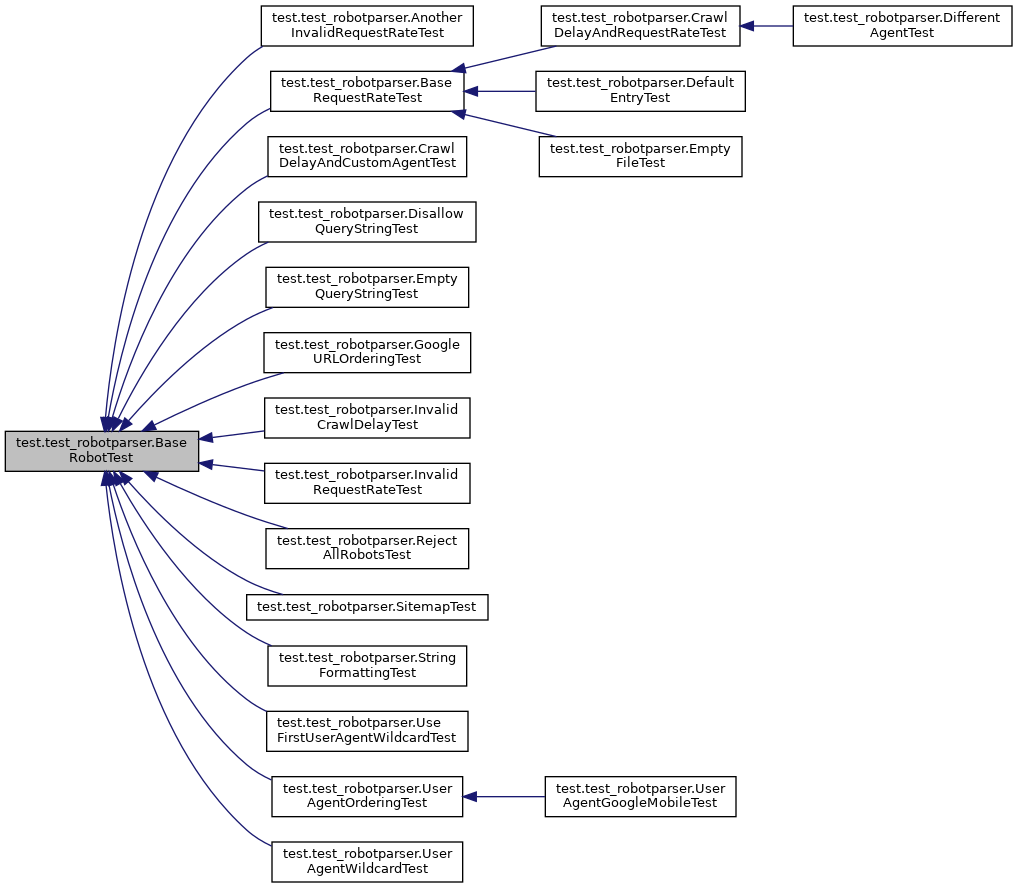 test.test_robotparser.Another
InvalidRequestRateTest
test.test_robotparser.Crawl
DelayAndRequestRateTest
test.test_robotparser.Different
AgentTest
test.test_robotparser.Base
RequestRateTest
test.test_robotparser.Default
EntryTest
test.test_robotparser.Empty
FileTest
test.test_robotparser.Crawl
DelayAndCustomAgentTest
test.test_robotparser.Disallow
QueryStringTest
test.test_robotparser.Empty
QueryStringTest
test.test_robotparser.Google
URLOrderingTest
test.test_robotparser.Invalid
CrawlDelayTest
test.test_robotparser.Base
RobotTest
test.test_robotparser.Invalid
RequestRateTest
test.test_robotparser.Reject
AllRobotsTest
test.test_robotparser.SitemapTest
test.test_robotparser.String
FormattingTest
test.test_robotparser.Use
FirstUserAgentWildcardTest
test.test_robotparser.User
AgentOrderingTest
test.test_robotparser.User
AgentGoogleMobileTest
test.test_robotparser.User
AgentWildcardTest